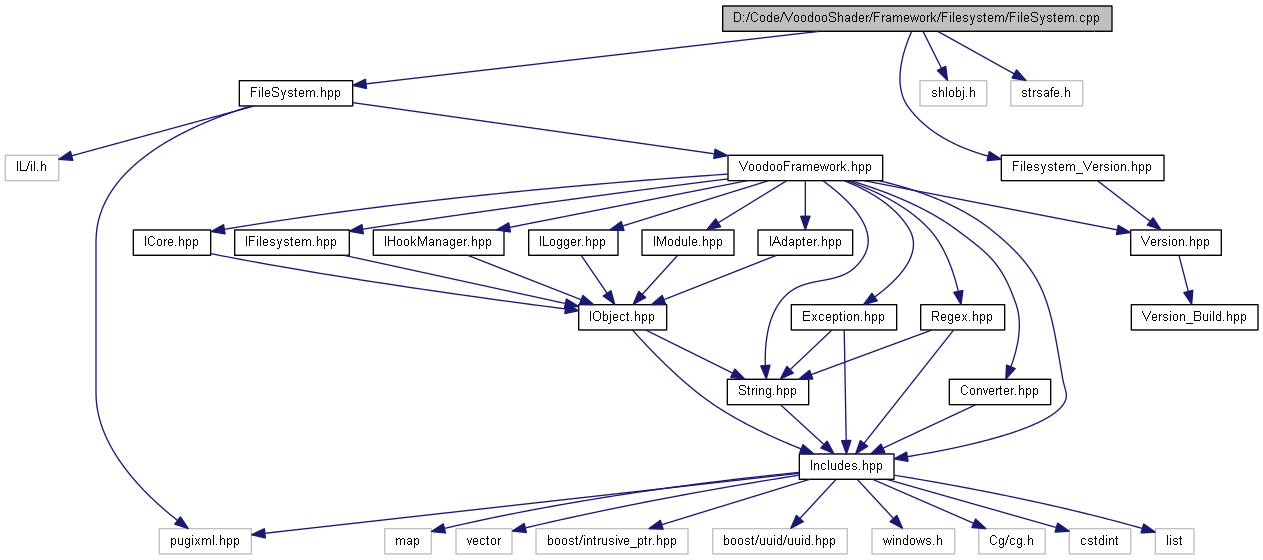 D:/Code/VoodooShader/Framework/Filesystem/FileSystem.cpp
FileSystem.hpp
shlobj.h
strsafe.h
IL/il.h
VoodooFramework.hpp
Filesystem_Version.hpp
ICore.hpp
IFilesystem.hpp
IHookManager.hpp
ILogger.hpp
IModule.hpp
IAdapter.hpp
Version.hpp
IObject.hpp
Exception.hpp
Regex.hpp
Version_Build.hpp
String.hpp
Converter.hpp
Includes.hpp
pugixml.hpp
map
vector
boost/intrusive_ptr.hpp
boost/uuid/uuid.hpp
windows.h
Cg/cg.h
cstdint
list